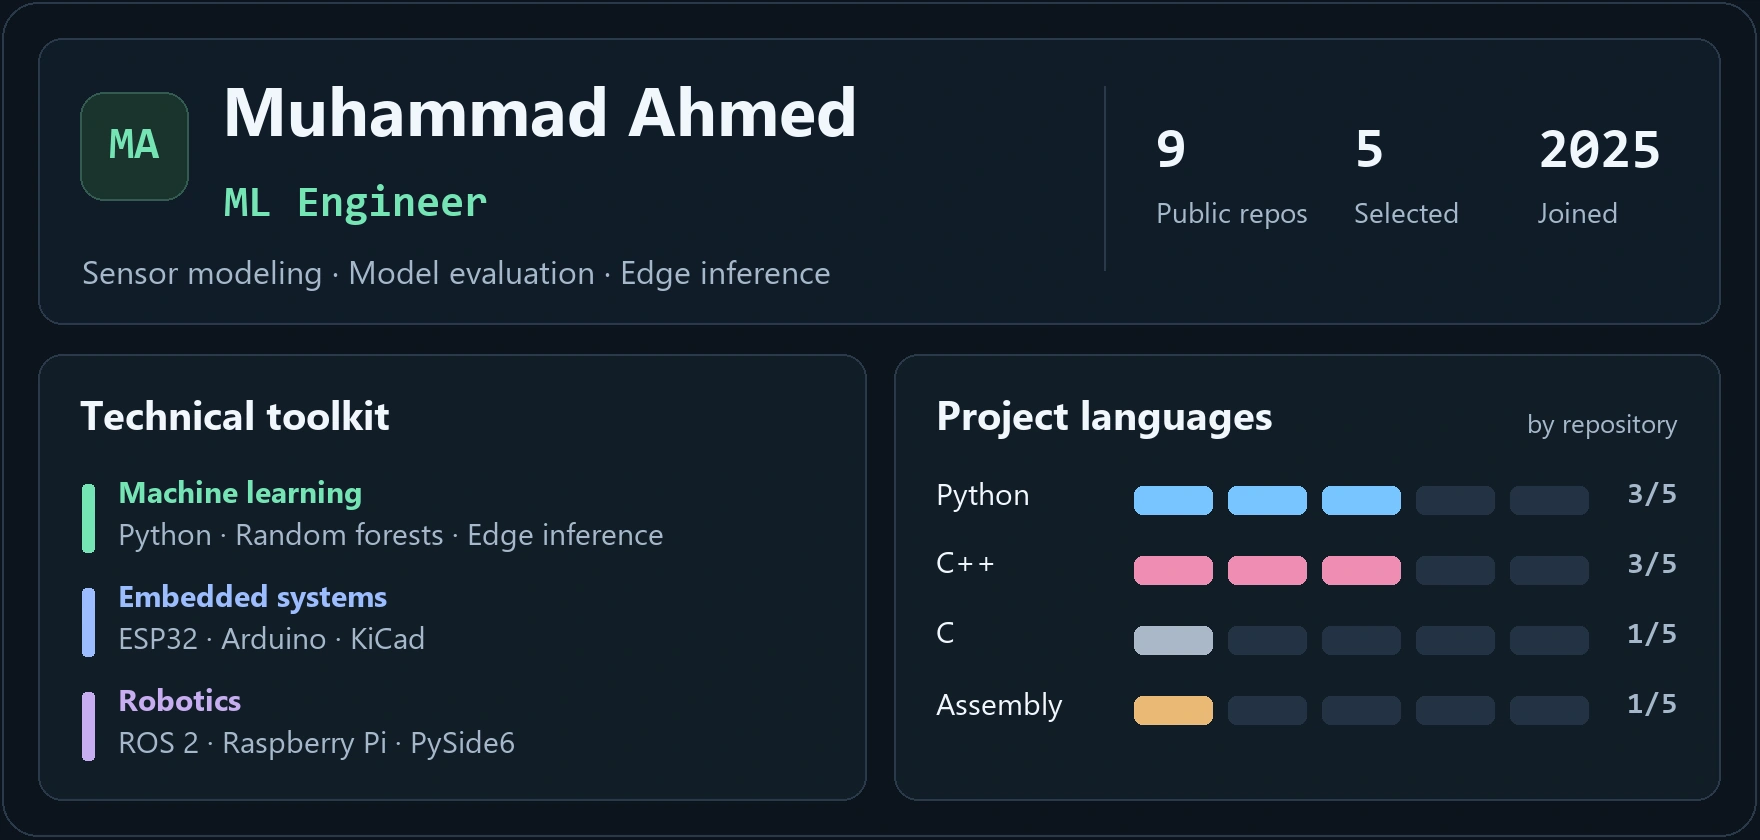 MA
Muhammad Ahmed
ML Engineer
Sensor modeling · Model evaluation · Edge inference
9
Public repos
5
Selected
2025
Joined
Technical toolkit
Machine learning
Python · Random forests · Edge inference
Embedded systems
ESP32 · Arduino · KiCad
Robotics
ROS 2 · Raspberry Pi · PySide6
Project languages
by repository
Python 3/5
C++ 3/5
C 1/5
Assembly 1/5